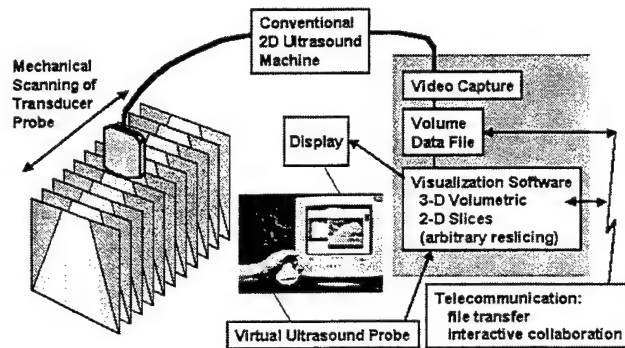 Conventional
2D Ultrasound
Machine
Mechanical
Scanning of
Transducer
Probe
Video Capture
Volume
Data File
Display
Visualization Software
3-D Volumetric
2-D Slices
(arbitrary reslicing)
Telecommunication:
file transfer
interactive collaboration
Virtual Ultrasound Probe